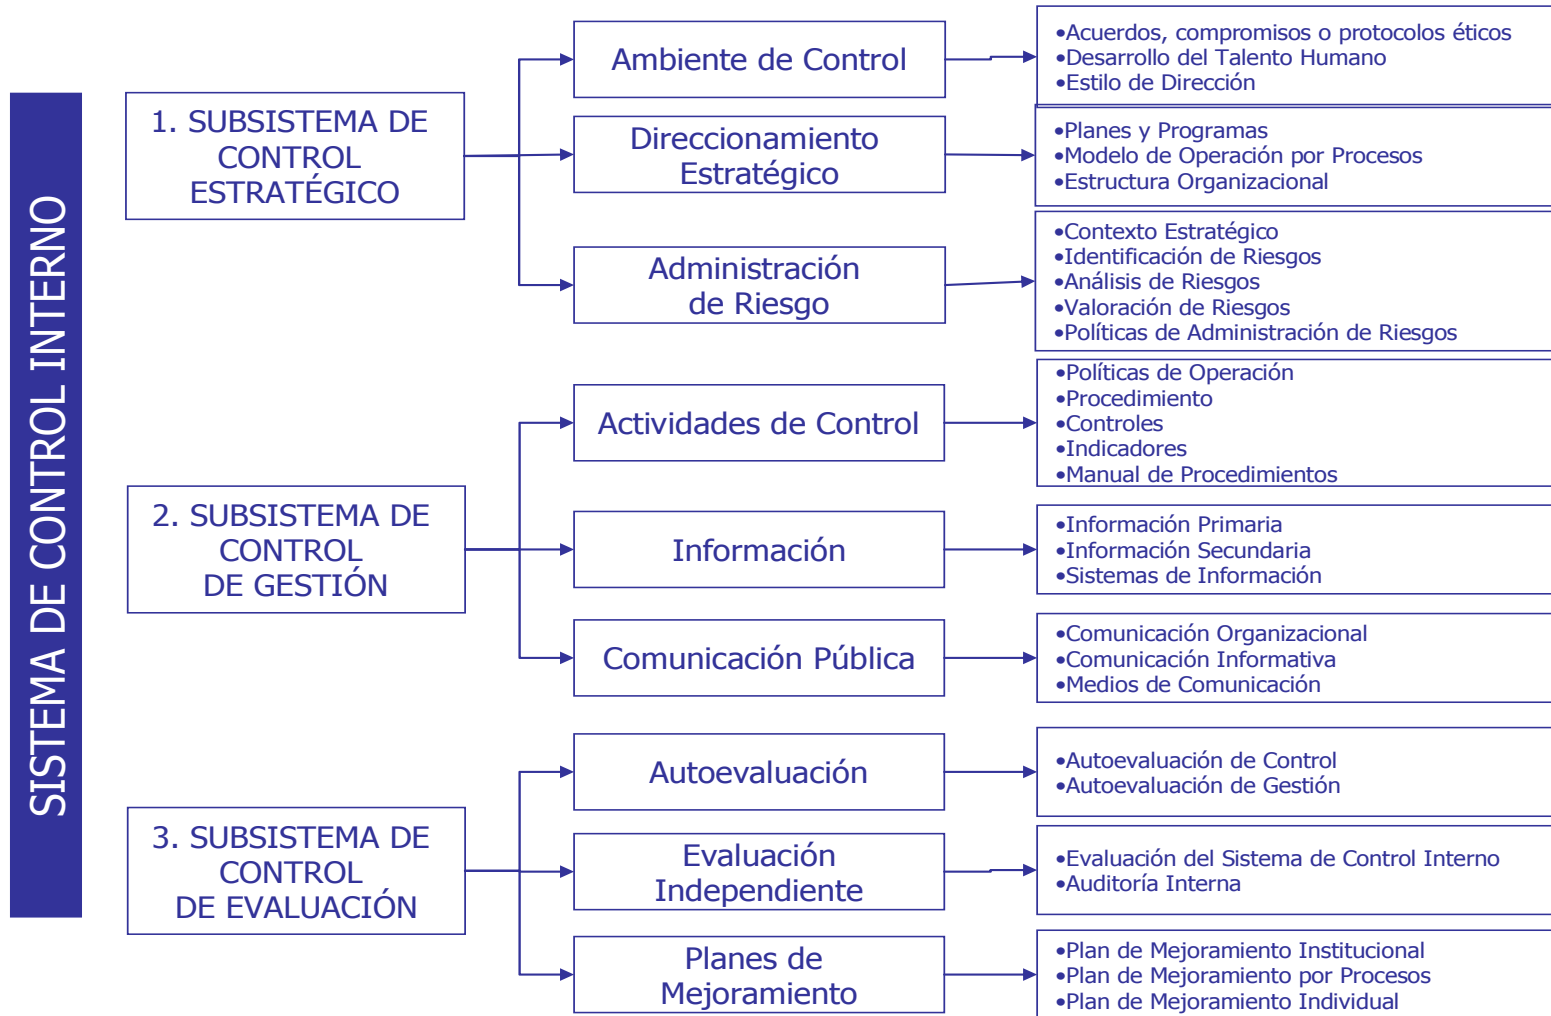 SISTEMA DE CONTROL INTERNO
1. SUBSISTEMA DE
CONTROL
ESTRATÉGICO
Ambiente de Control
•Acuerdos, compromisos o protocolos éticos
•Desarrollo del Talento Humano
•Estilo de Dirección
Direccionamiento
Estratégico
•Planes y Programas
•Modelo de Operación por Procesos
•Estructura Organizacional
Administración
de Riesgo
•Contexto Estratégico
•Identificación de Riesgos
•Análisis de Riesgos
•Valoración de Riesgos
•Políticas de Administración de Riesgos
2. SUBSISTEMA DE
CONTROL
DE GESTIÓN
Actividades de Control
•Políticas de Operación
•Procedimiento
•Controles
•Indicadores
•Manual de Procedimientos
Información
•Información Primaria
•Información Secundaria
•Sistemas de Información
Comunicación Pública
•Comunicación Organizacional
•Comunicación Informativa
•Medios de Comunicación
3. SUBSISTEMA DE
CONTROL
DE EVALUACIÓN
Autoevaluación
•Autoevaluación de Control
•Autoevaluación de Gestión
Evaluación
Independiente
•Evaluación del Sistema de Control Interno
•Auditoría Interna
Planes de
Mejoramiento
•Plan de Mejoramiento Institucional
•Plan de Mejoramiento por Procesos
•Plan de Mejoramiento Individual